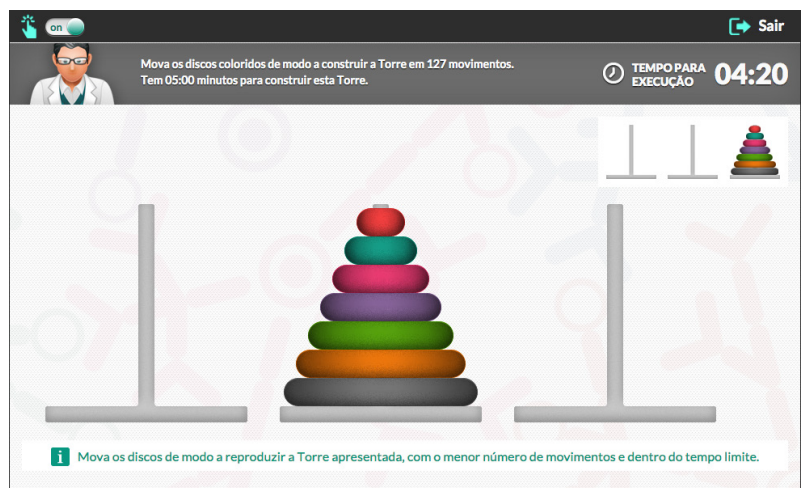 on
Sair
Mova os discos coloridos de modo a construir a Torre em 127 movimentos.
Tem 05:00 minutos para construir esta Torre.
TEMPO PARA
EXECUÇÃO
04:20
i Mova os discos de modo a reproduzir a Torre apresentada, com o menor número de movimentos e dentro do tempo limite.